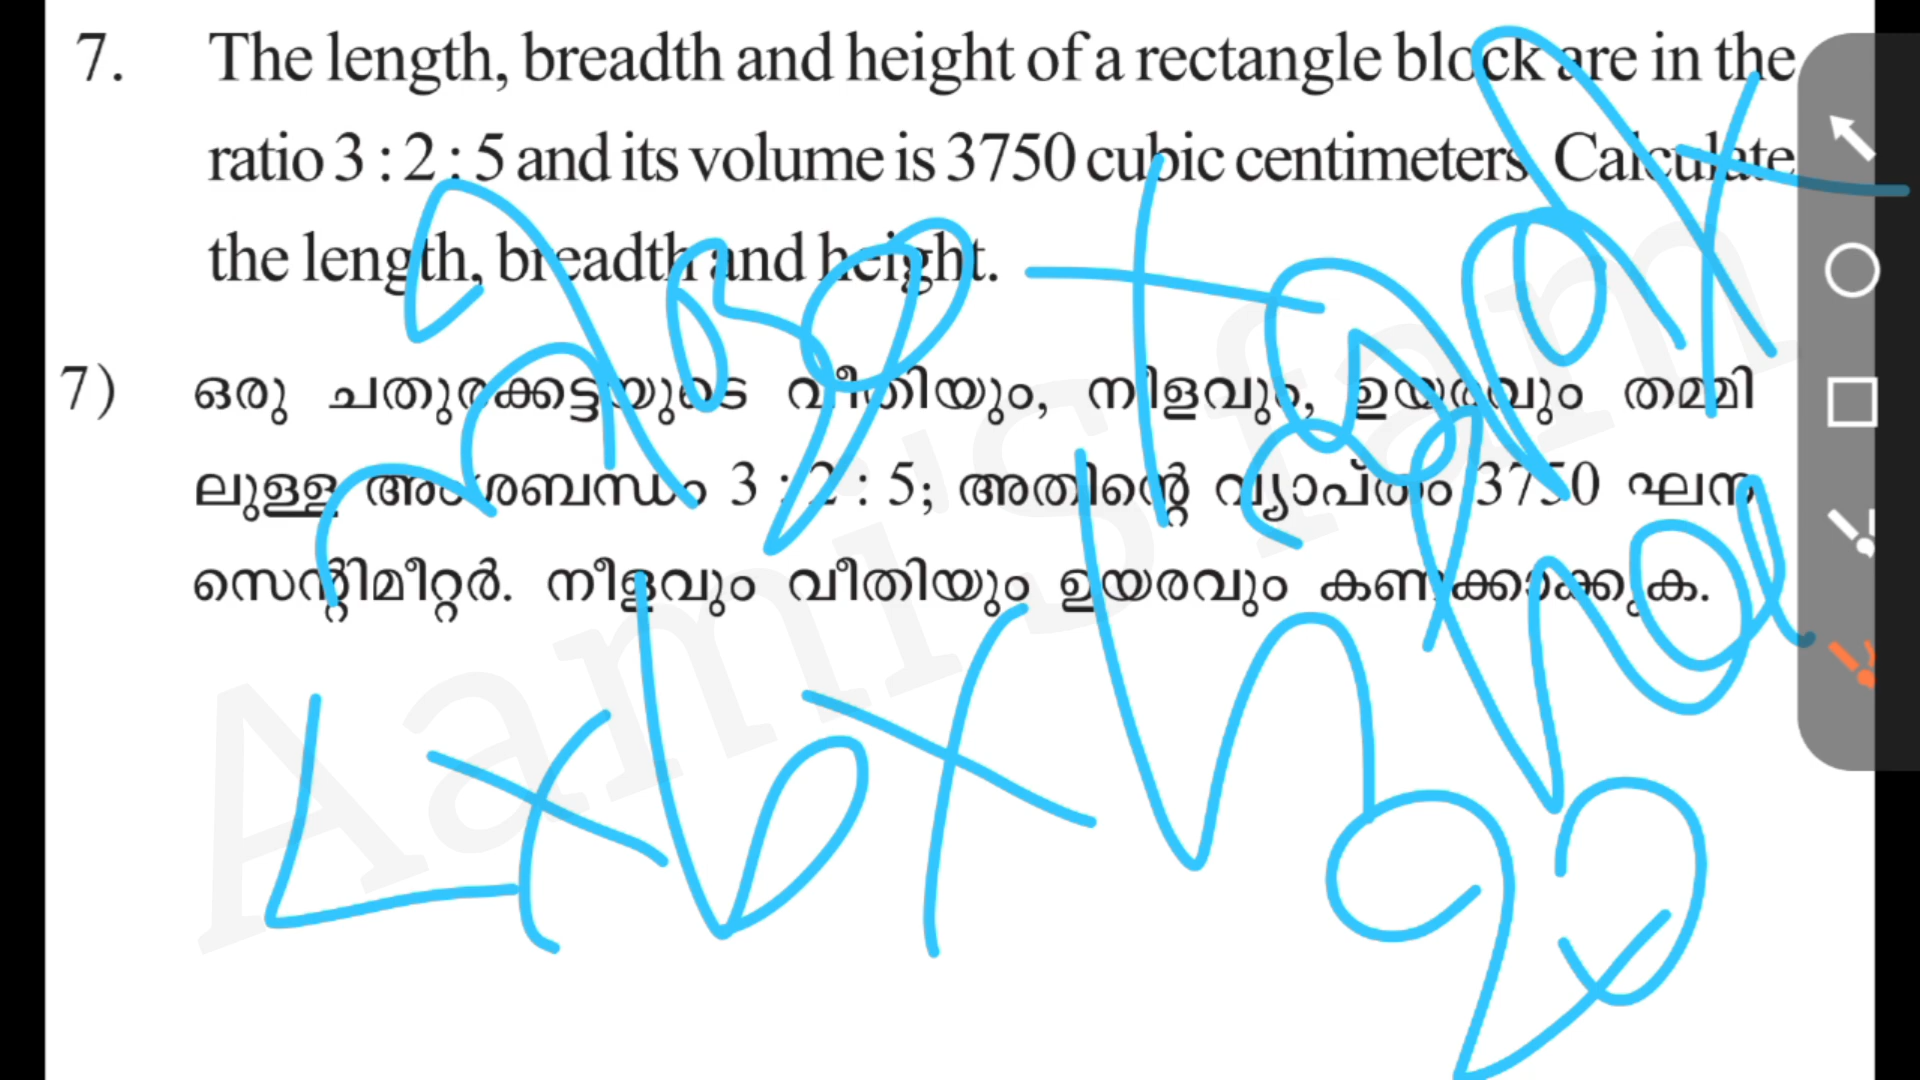 7. The length, breadth and height of a rectangle block are in the
ratio 3 : 2 : 5 and its volume is 3750 cubic centimeters. Calculate
the length, breadth and height.
7) ഒരു ചതുരക്കട്ടയുടെ വീതിയും, നീളവും, ഉയരവും തമ്മി
ലുള്ള അംശബന്ധം 3 : 2 : 5; അതിന്റെ വ്യാപ്തം 3750 ഘന
സെന്റിമീറ്റർ. നീളവും വീതിയും ഉയരവും കണക്കാക്കുക.
L x b x h
Aami's fam